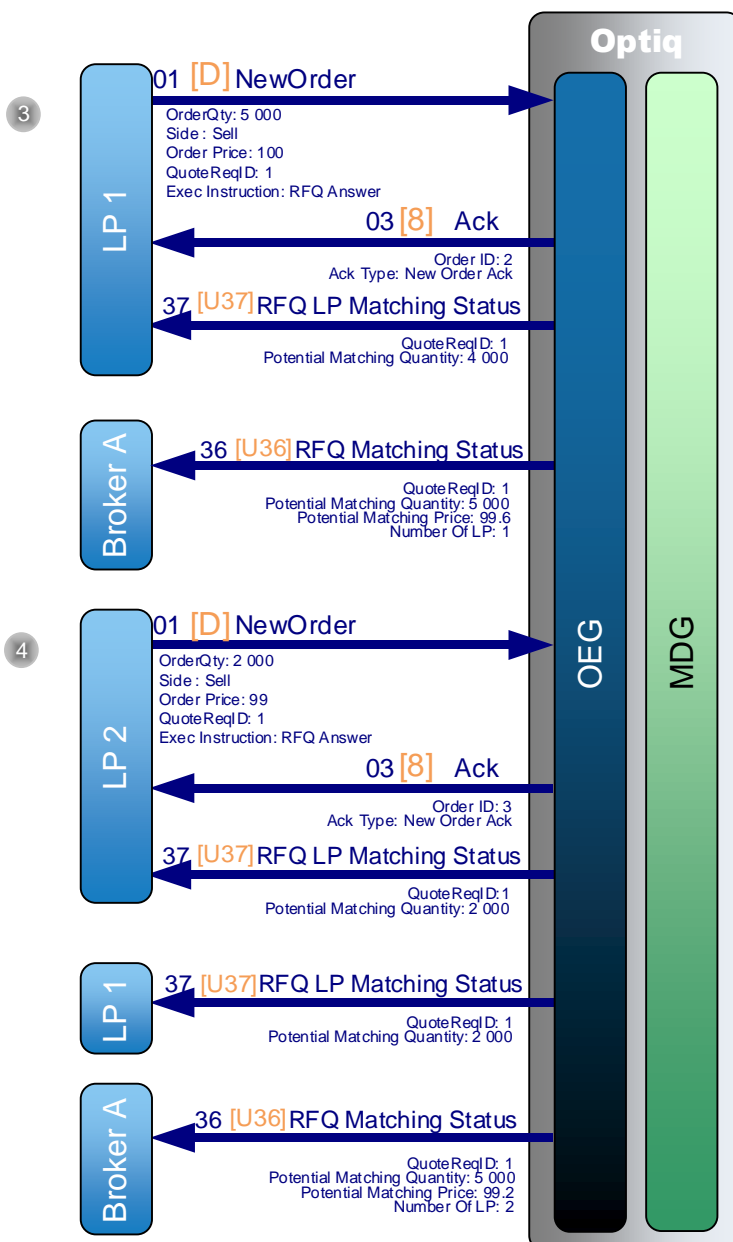 Optiq
OEG
MDG
3
LP 1
01 [D] NewOrder
OrderQty: 5 000
Side : Sell
Order Price: 100
QuoteReqID: 1
Exec Instruction: RFQ Answer
03 [8] Ack
Order ID: 2
Ack Type: New Order Ack
37 [U37] RFQ LP Matching Status
QuoteReqID: 1
Potential Matching Quantity: 4 000
Broker A
36 [U36] RFQ Matching Status
QuoteReqID: 1
Potential Matching Quantity: 5 000
Potential Matching Price: 99.6
Number Of LP: 1
4
LP 2
01 [D] NewOrder
OrderQty: 2 000
Side : Sell
Order Price: 99
QuoteReqID: 1
Exec Instruction: RFQ Answer
03 [8] Ack
Order ID: 3
Ack Type: New Order Ack
37 [U37] RFQ LP Matching Status
QuoteReqID:1
Potential Matching Quantity: 2 000
LP 1
37 [U37] RFQ LP Matching Status
QuoteReqID: 1
Potential Matching Quantity: 2 000
Broker A
36 [U36] RFQ Matching Status
QuoteReqID: 1
Potential Matching Quantity: 5 000
Potential Matching Price: 99.2
Number Of LP: 2